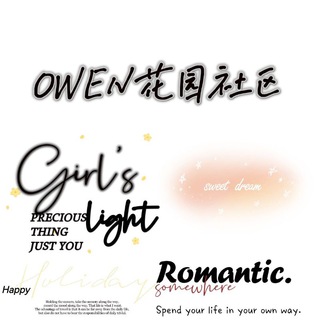 OWEN花园社区
Girl's
light
PRECIOUS
THING
JUST YOU
sweet dream
Holiday
Happy
Romantic.
somewhere
Spend your life in your own way.